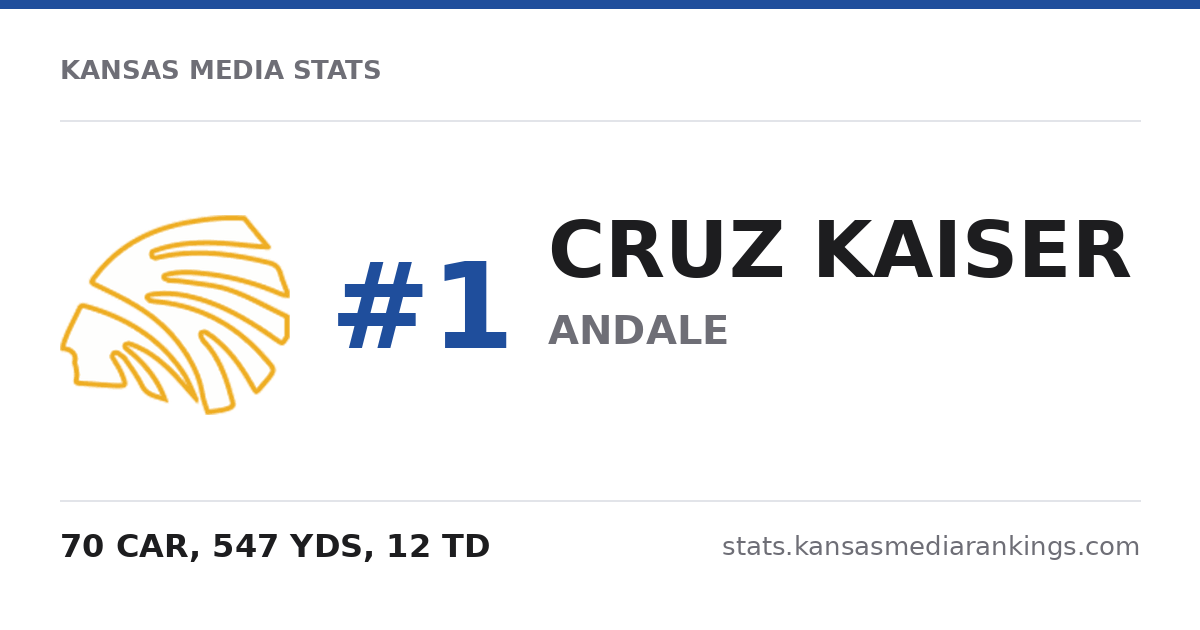 KANSAS MEDIA STATS
#1
CRUZ KAISER
ANDALE
70 CAR, 547 YDS, 12 TD
stats.kansasmediarankings.com